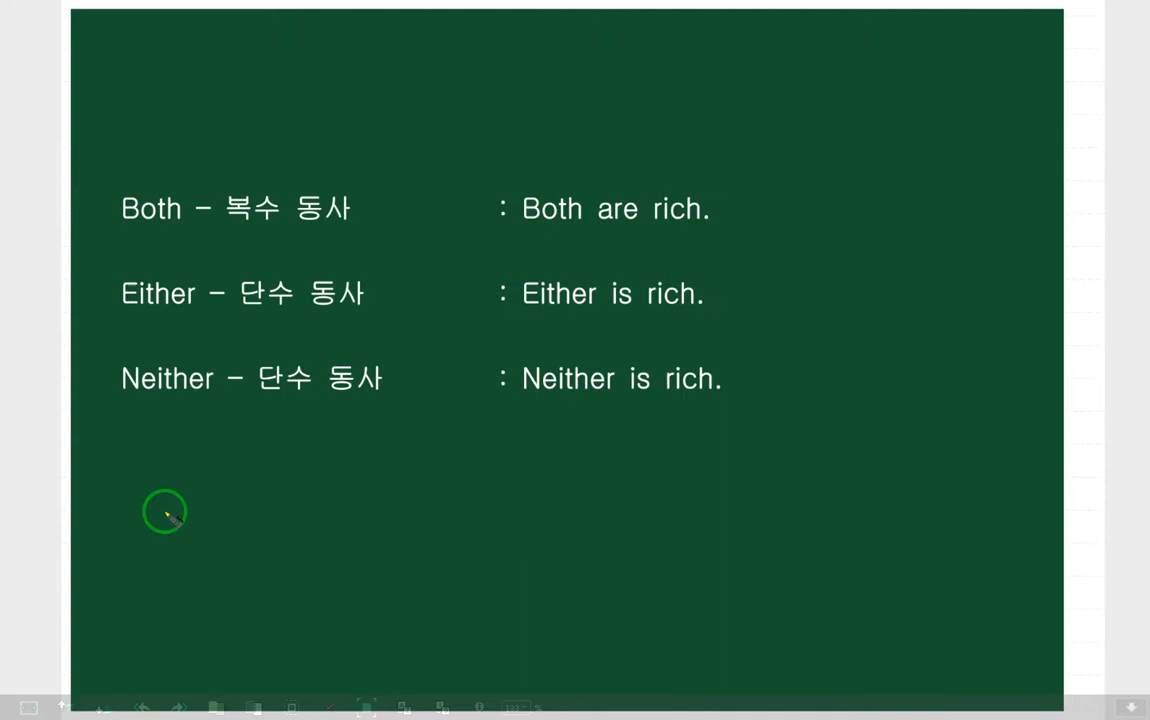 Both – 복수 동사 : Both are rich.
Either – 단수 동사 : Either is rich.
Neither – 단수 동사 : Neither is rich.
133 %